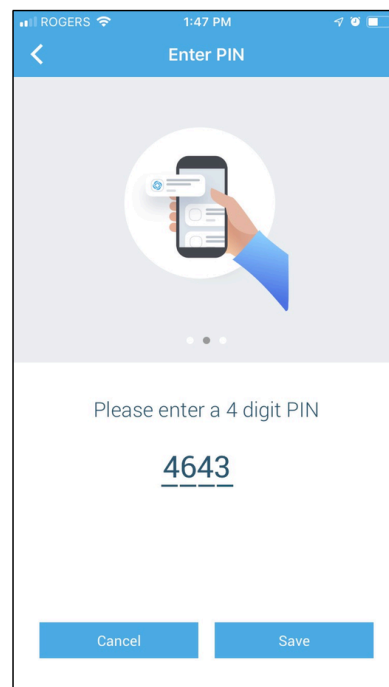 ROGERS 1:47 PM
Enter PIN
Please enter a 4 digit PIN
4643
Cancel Save